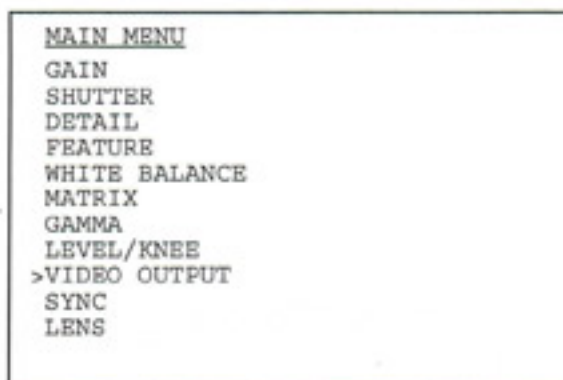 MAIN MENU
GAIN
SHUTTER
DETAIL
FEATURE
WHITE BALANCE
MATRIX
GAMMA
LEVEL/KNEE
>VIDEO OUTPUT
SYNC
LENS